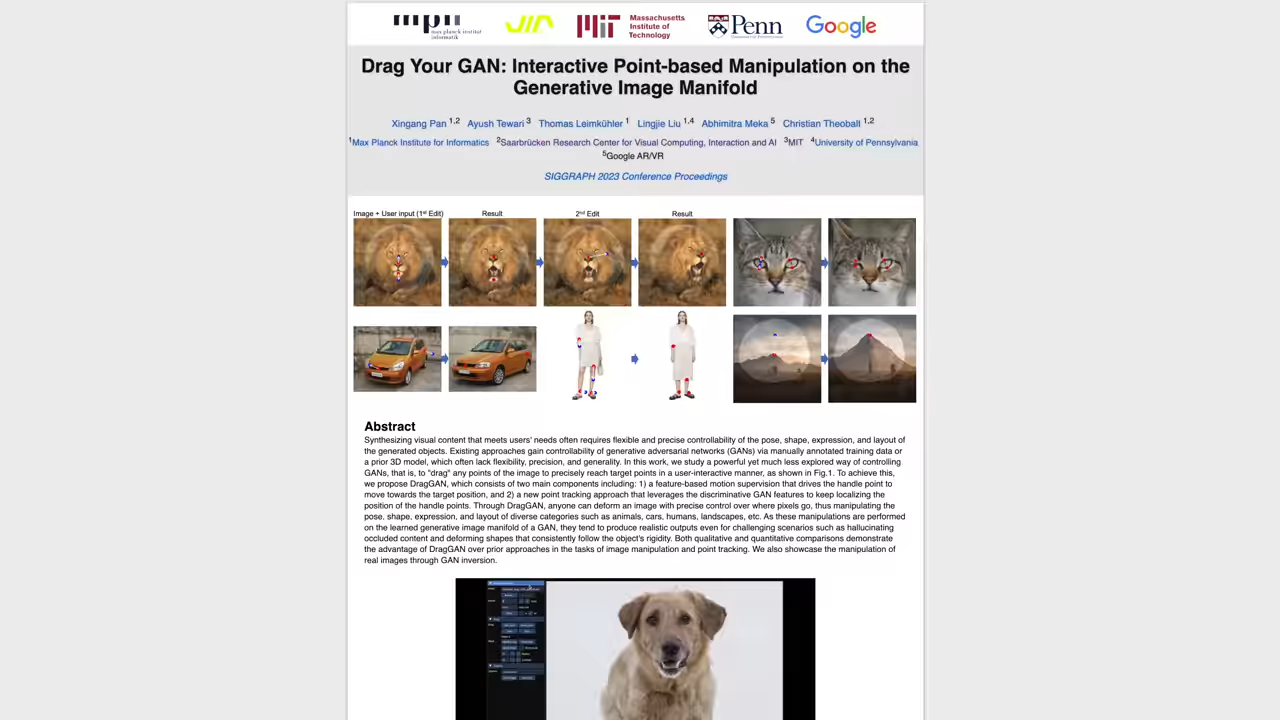 max planck institut
informatik
Massachusetts
Institute of
Technology
Penn
Google
Drag Your GAN: Interactive Point-based Manipulation on the
Generative Image Manifold
Xingang Pan 1,2 Ayush Tewari 3 Thomas Leimkühler 1 Lingjie Liu 1,4 Abhimitra Meka 5 Christian Theobalt 1,2
1Max Planck Institute for Informatics 2Saarbrücken Research Center for Visual Computing, Interaction and AI 3MIT 4University of Pennsylvania
5Google AR/VR
SIGGRAPH 2023 Conference Proceedings
Image + User input (1st Edit) Result 2nd Edit Result
Abstract
Synthesizing visual content that meets users' needs often requires flexible and precise controllability of the pose, shape, expression, and layout of
the generated objects. Existing approaches gain controllability of generative adversarial networks (GANs) via manually annotated training data or
a prior 3D model, which often lack flexibility, precision, and generality. In this work, we study a powerful yet much less explored way of controlling
GANs, that is, to "drag" any points of the image to precisely reach target points in a user-interactive manner, as shown in Fig.1. To achieve this,
we propose DragGAN, which consists of two main components including: 1) a feature-based motion supervision that drives the handle point to
move towards the target position, and 2) a new point tracking approach that leverages the discriminative GAN features to keep localizing the
position of the handle points. Through DragGAN, anyone can deform an image with precise control over where pixels go, thus manipulating the
pose, shape, expression, and layout of diverse categories such as animals, cars, humans, landscapes, etc. As these manipulations are performed
on the learned generative image manifold of a GAN, they tend to produce realistic outputs even for challenging scenarios such as hallucinating
occluded content and deforming shapes that consistently follow the object's rigidity. Both qualitative and quantitative comparisons demonstrate
the advantage of DragGAN over prior approaches in the tasks of image manipulation and point tracking. We also showcase the manipulation of
real images through GAN inversion.